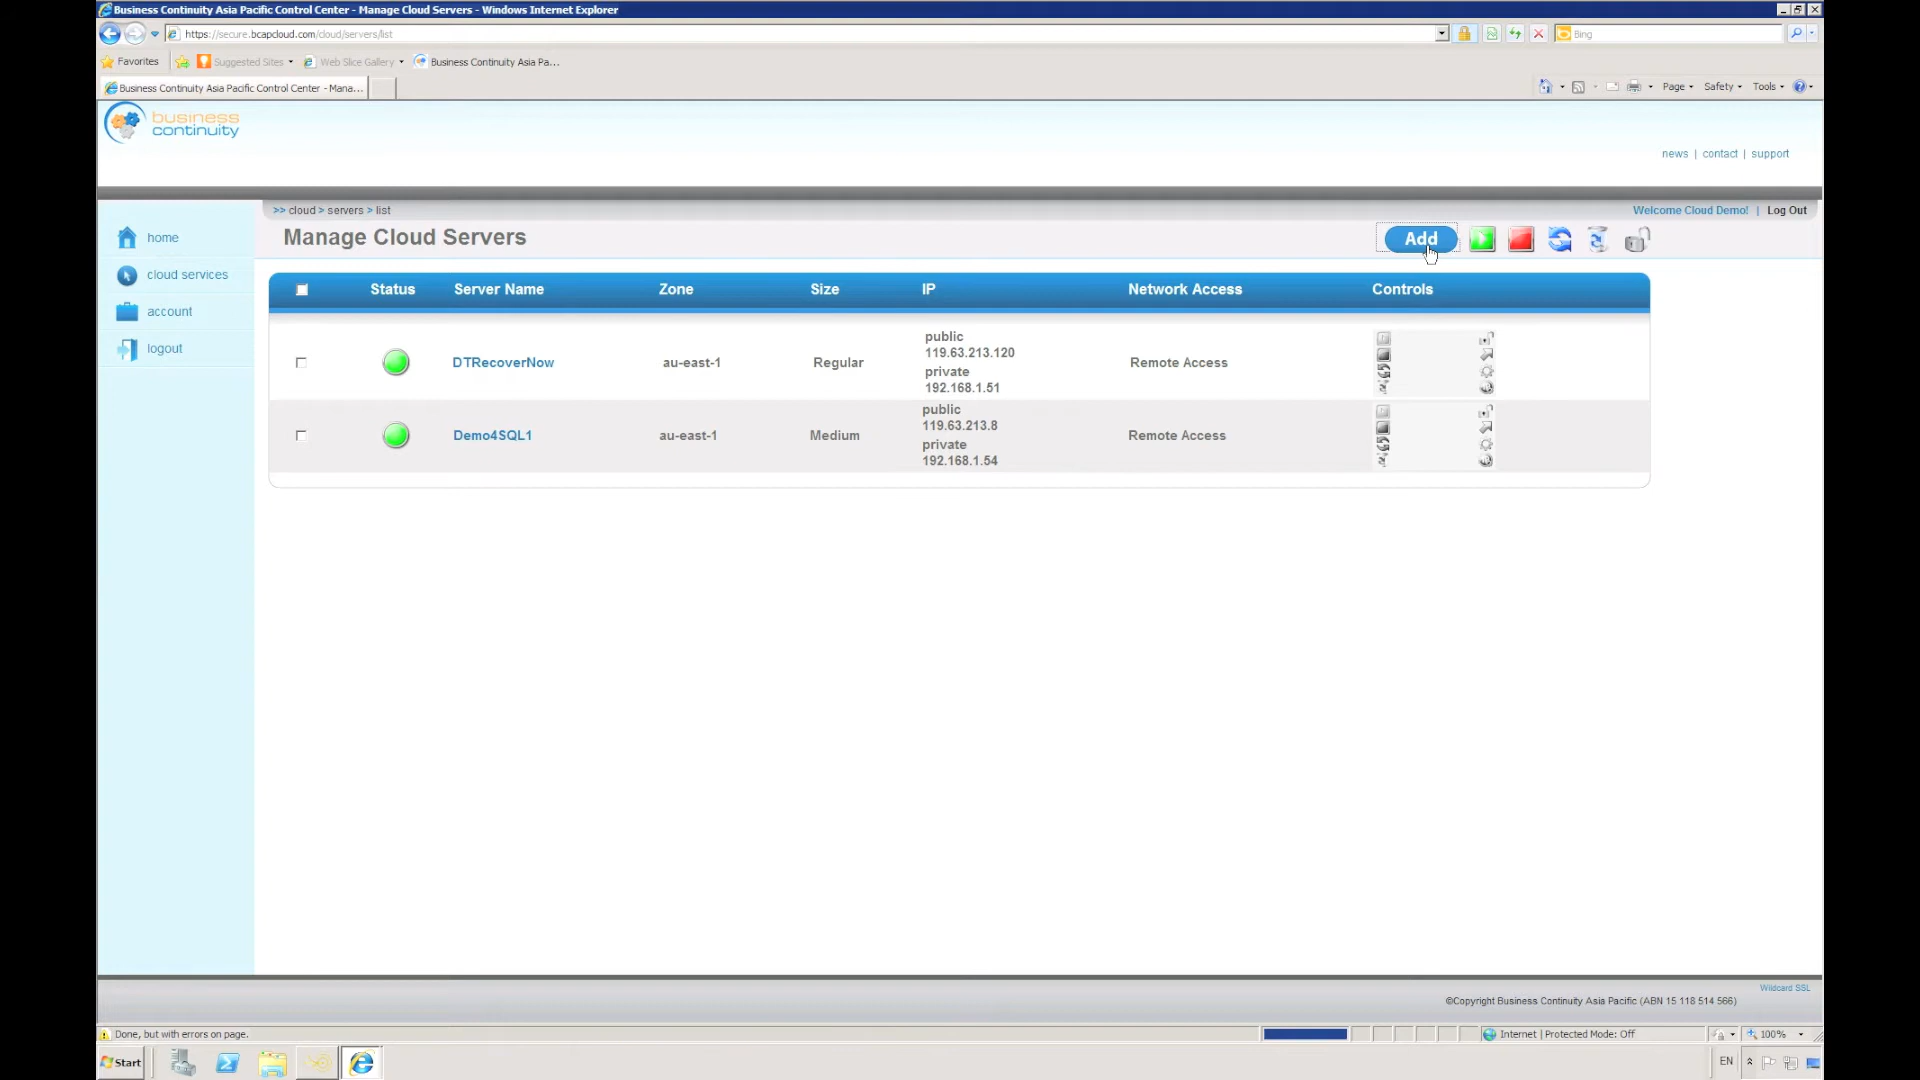 Business Continuity Asia Pacific Control Center - Manage Cloud Servers - Windows Internet Explorer
https://secure.bcapcloud.com/cloud/servers/list
Bing
Favorites
Suggested Sites
Web Slice Gallery
Business Continuity Asia Pa...
Business Continuity Asia Pacific Control Center - Mana...
Page
Safety
Tools
business
continuity
news | contact | support
>> cloud > servers > list
Welcome Cloud Demo! | Log Out
home
cloud services
account
logout
Manage Cloud Servers
Add
Status Server Name Zone Size IP Network Access Controls
DTRecoverNow au-east-1 Regular
public
119.63.213.120
private
192.168.1.51
Remote Access
Demo4SQL1 au-east-1 Medium
public
119.63.213.8
private
192.168.1.54
Remote Access
Wildcard SSL
©Copyright Business Continuity Asia Pacific (ABN 15 118 514 566)
Done, but with errors on page.
Internet | Protected Mode: Off
100%
Start
EN